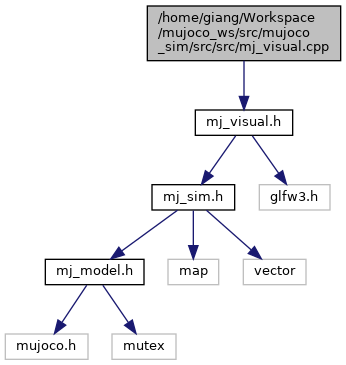 /home/giang/Workspace
/mujoco_ws/src/mujoco
_sim/src/src/mj_visual.cpp
mj_visual.h
mj_sim.h
glfw3.h
mj_model.h
map
vector
mujoco.h
mutex